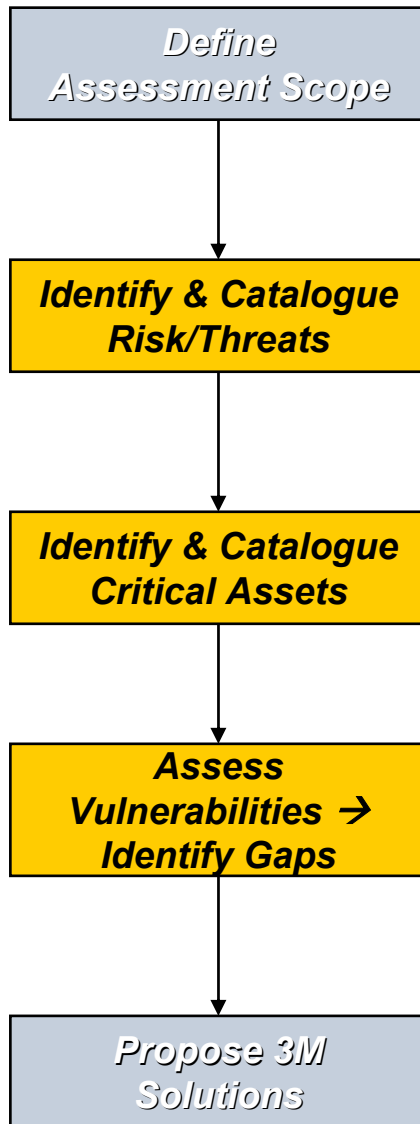 Define
Assessment Scope
Identify & Catalogue
Risk/Threats
Identify & Catalogue
Critical Assets
Assess
Vulnerabilities →
Identify Gaps
Propose 3M
Solutions